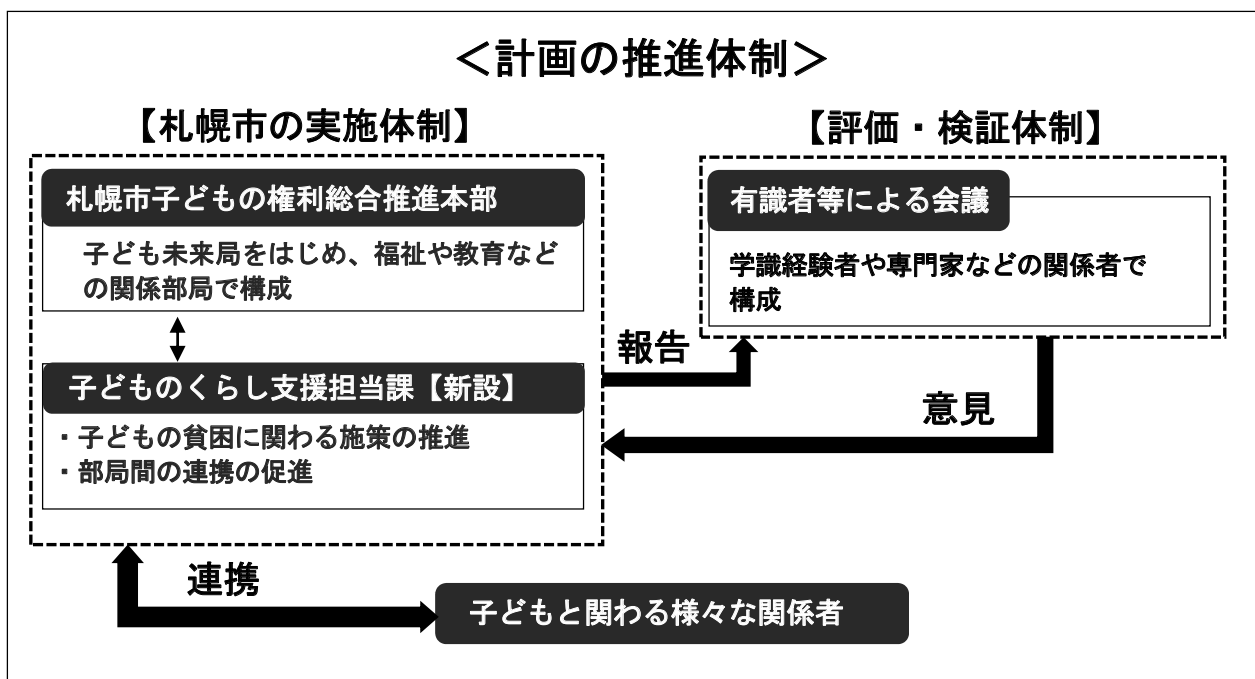 ＜計画の推進体制＞
【札幌市の実施体制】
札幌市子どもの権利総合推進本部
子ども未来局をはじめ、福祉や教育など
の関係部局で構成
子どものくらし支援担当課【新設】
・子どもの貧困に関わる施策の推進
・部局間の連携の促進
【評価・検証体制】
有識者等による会議
学識経験者や専門家などの関係者で
構成
報告
意見
連携
子どもと関わる様々な関係者